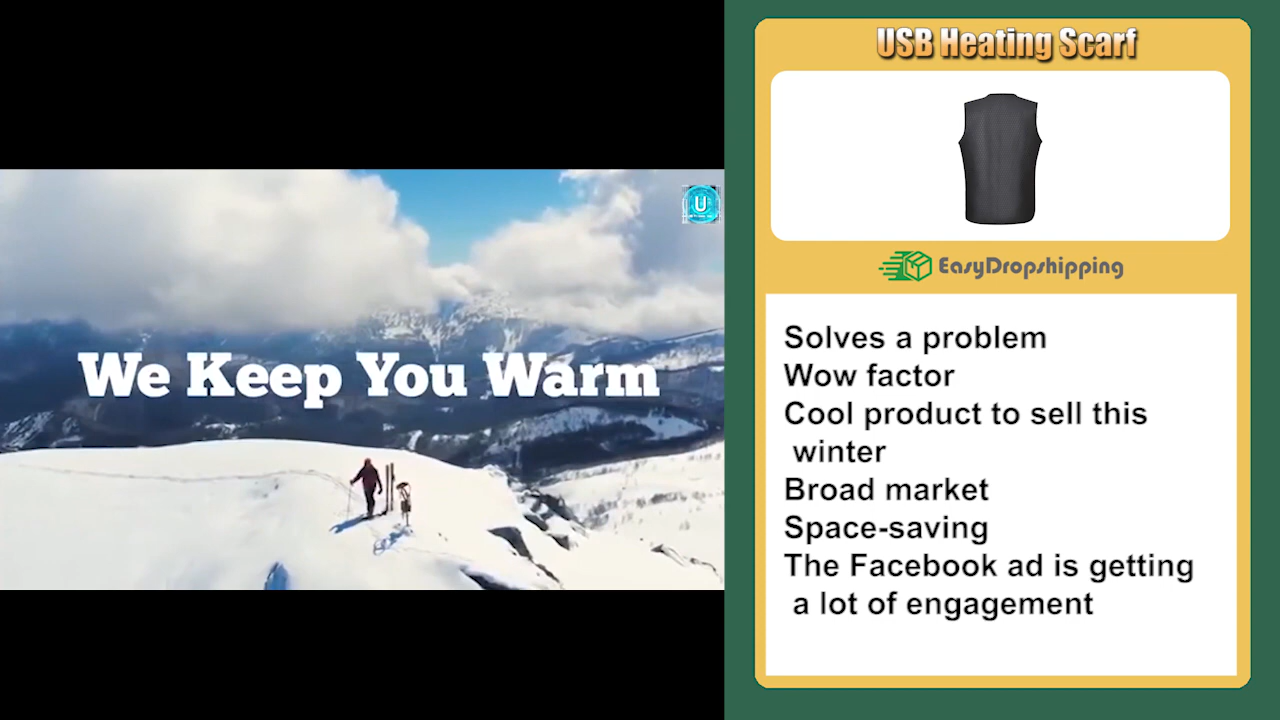 We Keep You Warm
U
USB Heating Scarf
EasyDropshipping
Solves a problem
Wow factor
Cool product to sell this
winter
Broad market
Space-saving
The Facebook ad is getting
a lot of engagement